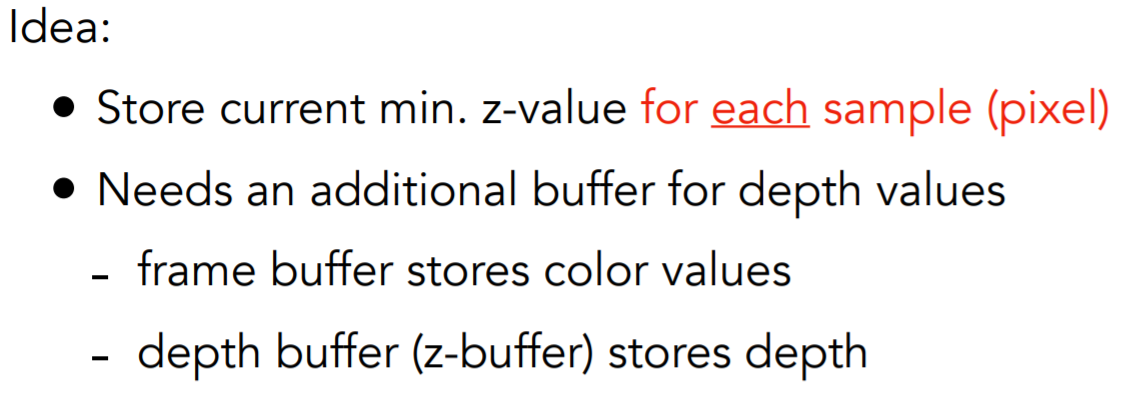 Idea:
• Store current min. z-value for each sample (pixel)
• Needs an additional buffer for depth values
- frame buffer stores color values
- depth buffer (z-buffer) stores depth